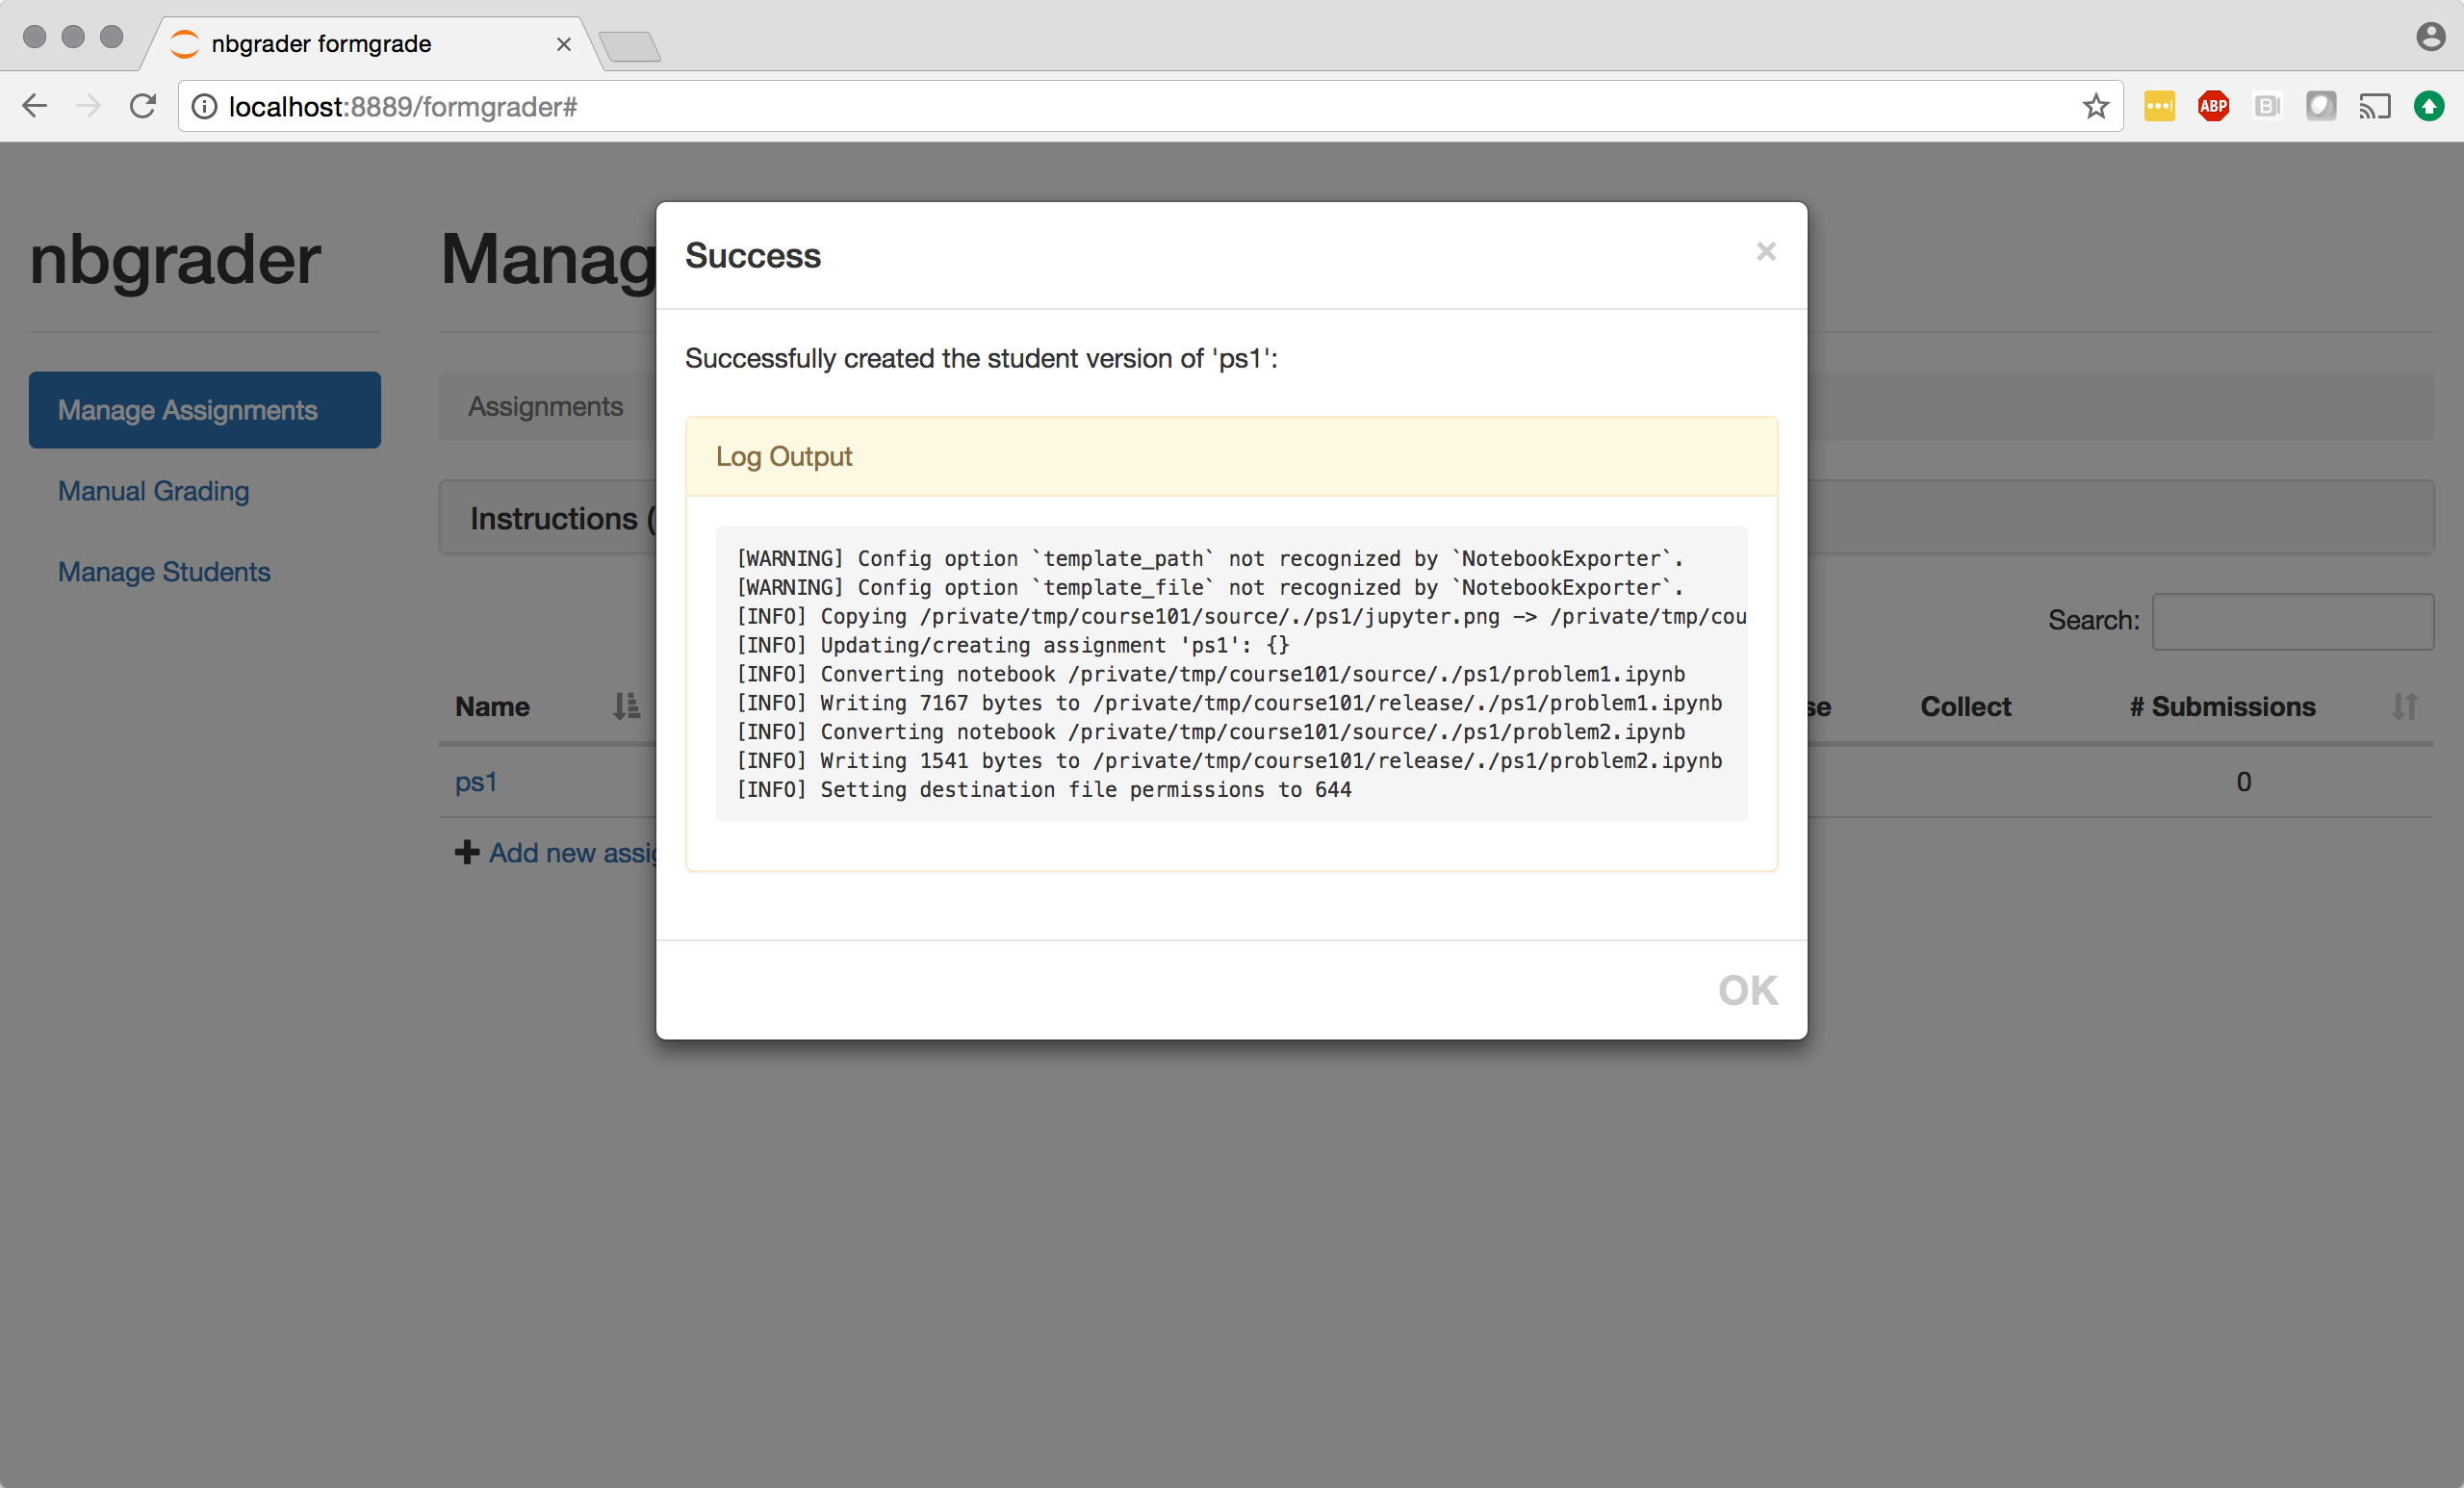 nbgrader formgrade
localhost:8889/formgrader#
ABP
B
nbgrader
Manag
Manage Assignments
Manual Grading
Manage Students
Assignments
Instructions (
Search:
Name
se
Collect
# Submissions
ps1
0
Add new assig
Success
×
Successfully created the student version of 'ps1':
Log Output
[WARNING] Config option `template_path` not recognized by `NotebookExporter`.
[WARNING] Config option `template_file` not recognized by `NotebookExporter`.
[INFO] Copying /private/tmp/course101/source/./ps1/jupyter.png -> /private/tmp/cou
[INFO] Updating/creating assignment 'ps1': {}
[INFO] Converting notebook /private/tmp/course101/source/./ps1/problem1.ipynb
[INFO] Writing 7167 bytes to /private/tmp/course101/release/./ps1/problem1.ipynb
[INFO] Converting notebook /private/tmp/course101/source/./ps1/problem2.ipynb
[INFO] Writing 1541 bytes to /private/tmp/course101/release/./ps1/problem2.ipynb
[INFO] Setting destination file permissions to 644
OK